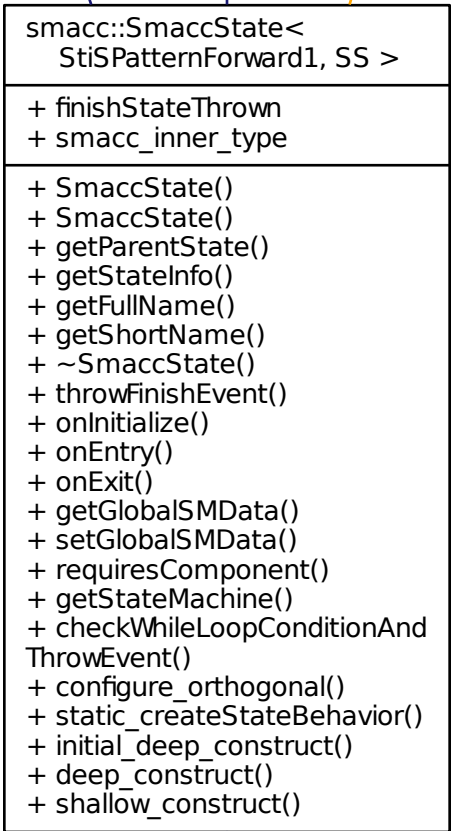 smacc::SmaccState<
StiSPatternForward1, SS >
+ finishStateThrown
+ smacc_inner_type
+ SmaccState()
+ SmaccState()
+ getParentState()
+ getStateInfo()
+ getFullName()
+ getShortName()
+ ~SmaccState()
+ throwFinishEvent()
+ onInitialize()
+ onEntry()
+ onExit()
+ getGlobalSMData()
+ setGlobalSMData()
+ requiresComponent()
+ getStateMachine()
+ checkWhileLoopConditionAnd
ThrowEvent()
+ configure_orthogonal()
+ static_createStateBehavior()
+ initial_deep_construct()
+ deep_construct()
+ shallow_construct()